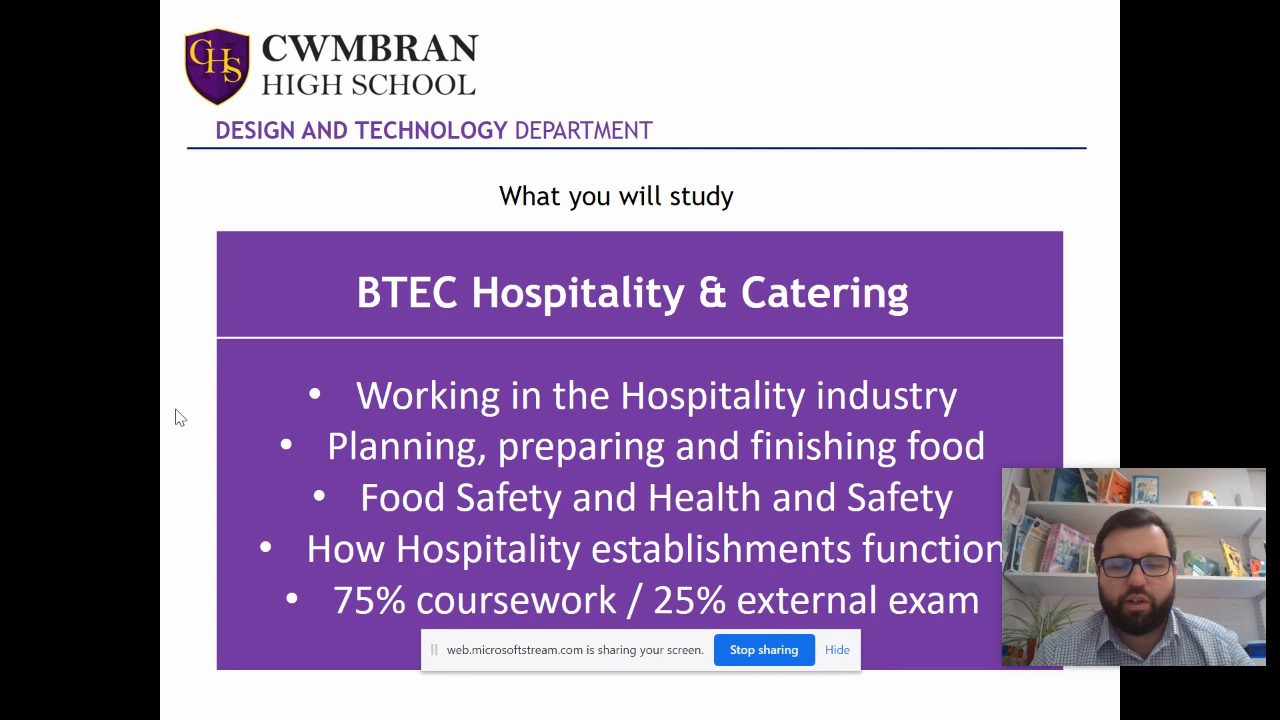 CHS
CWMBRAN
HIGH SCHOOL
DESIGN AND TECHNOLOGY DEPARTMENT
What you will study
BTEC Hospitality & Catering
• Working in the Hospitality industry
• Planning, preparing and finishing food
• Food Safety and Health and Safety
• How Hospitality establishments function
• 75% coursework / 25% external exam
web.microsoftstream.com is sharing your screen. Stop sharing Hide